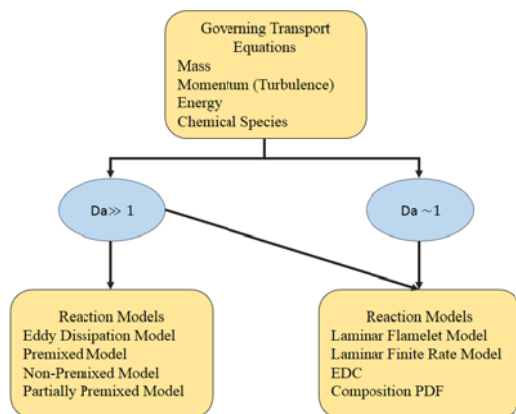 Governing Transport
Equations
Mass
Momentum (Turbulence)
Energy
Chemical Species
Da≫ 1
Da ~1
Reaction Models
Eddy Dissipation Model
Premixed Model
Non-Premixed Model
Partially Premixed Model
Reaction Models
Laminar Flamelet Model
Laminar Finite Rate Model
EDC
Composition PDF